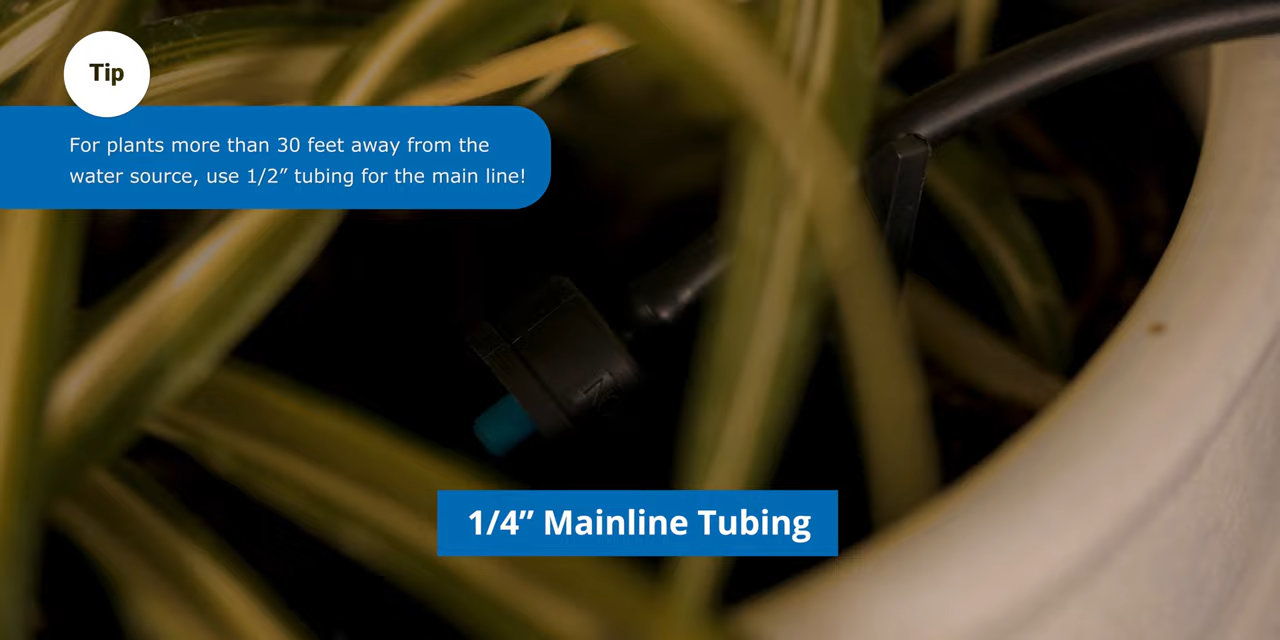 Tip
For plants more than 30 feet away from the
water source, use 1/2” tubing for the main line!
1/4” Mainline Tubing